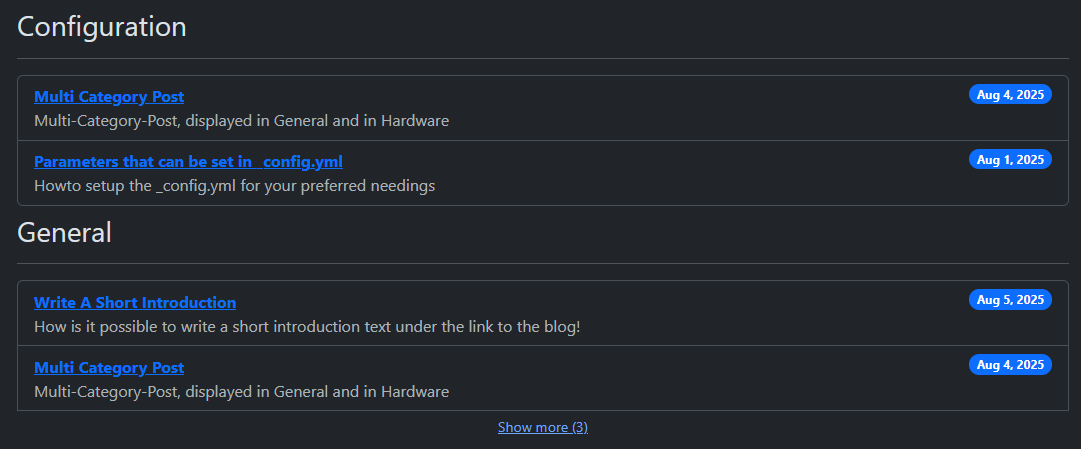 Configuration
Multi Category Post
Aug 4, 2025
Multi-Category-Post, displayed in General and in Hardware
Parameters that can be set in _config.yml
Aug 1, 2025
Howto setup the _config.yml for your preferred needings
General
Write A Short Introduction
Aug 5, 2025
How is it possible to write a short introduction text under the link to the blog!
Multi Category Post
Aug 4, 2025
Multi-Category-Post, displayed in General and in Hardware
Show more (3)